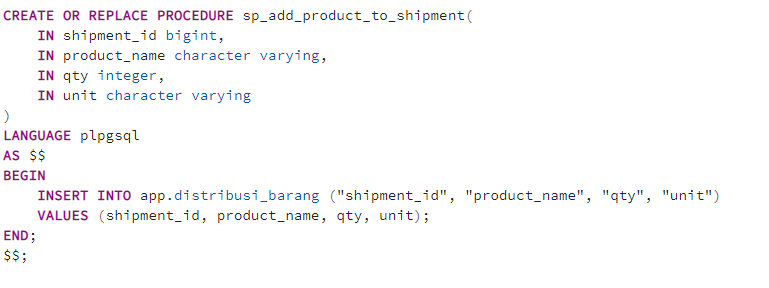 CREATE OR REPLACE PROCEDURE sp_add_product_to_shipment(
    IN shipment_id bigint,
    IN product_name character varying,
    IN qty integer,
    IN unit character varying
)
LANGUAGE plpgsql
AS $$
BEGIN
    INSERT INTO app.distribusi_barang ("shipment_id", "product_name", "qty", "unit")
    VALUES (shipment_id, product_name, qty, unit);
END;
$$;